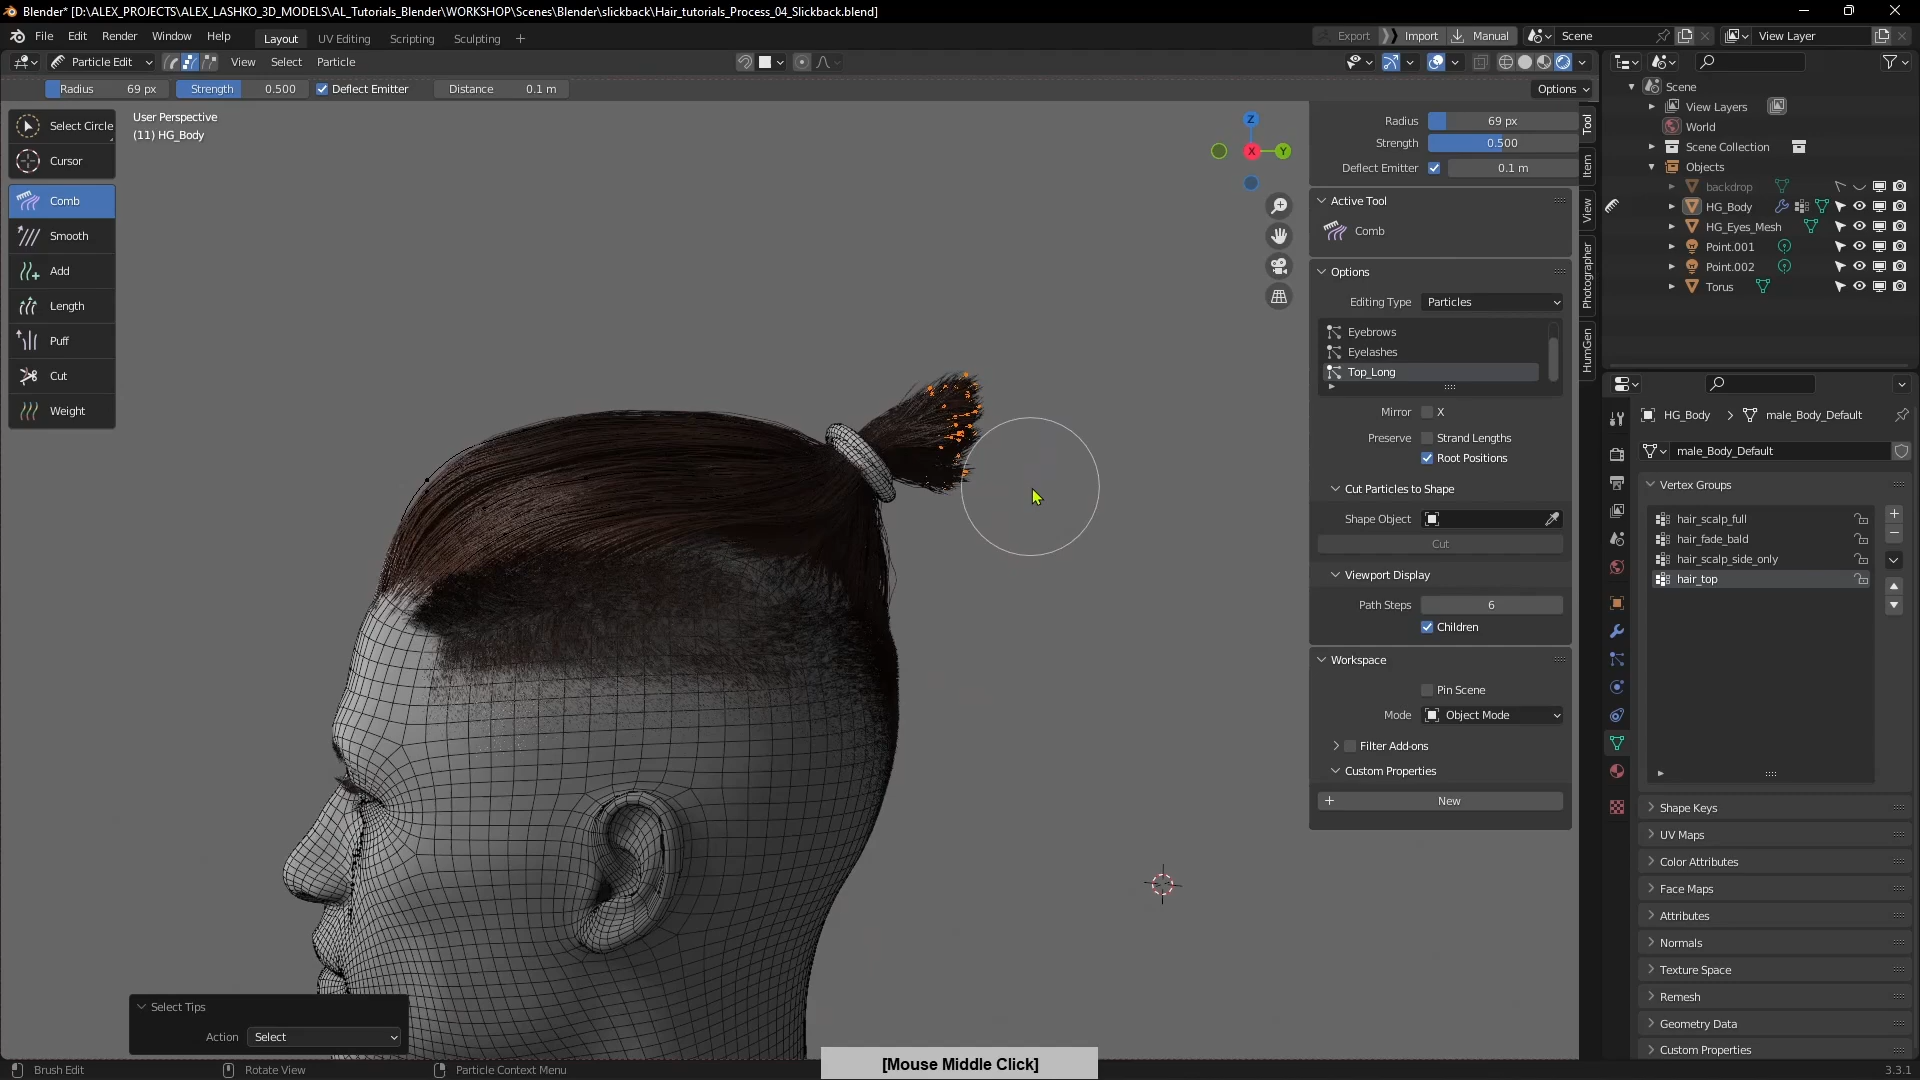 Blender* [D:\ALEX_PROJECTS\ALEX_LASHKO_3D_MODELS\AL_Tutorials_Blender\WORKSHOP\Scenes\Blender\slickback\Hair_tutorials_Process_04_Slickback.blend]
File Edit Render Window Help Layout UV Editing Scripting Sculpting + Export Import Manual Scene View Layer
Particle Edit View Select Particle
Radius 69 px Strength 0.500 Deflect Emitter Distance 0.1 m Options
User Perspective
(11) HG_Body
Select Circle
Cursor
Comb
Smooth
Add
Length
Puff
Cut
Weight
Z
X
Y
Radius 69 px
Strength 0.500
Deflect Emitter 0.1 m
Active Tool
Comb
Options
Editing Type Particles
Eyebrows
Eyelashes
Top_Long
Mirror X
Preserve Strand Lengths
Root Positions
Cut Particles to Shape
Shape Object
Cut
Viewport Display
Path Steps 6
Children
Workspace
Pin Scene
Mode Object Mode
Filter Add-ons
Custom Properties
New
Tool
Item
View
Photographer
HumGen
Scene
View Layers
World
Scene Collection
Objects
backdrop
HG_Body
HG_Eyes_Mesh
Point.001
Point.002
Torus
HG_Body male_Body_Default
male_Body_Default
Vertex Groups
hair_scalp_full
hair_fade_bald
hair_scalp_side_only
hair_top
Shape Keys
UV Maps
Color Attributes
Face Maps
Attributes
Normals
Texture Space
Remesh
Geometry Data
Custom Properties
Select Tips
Action Select
[Mouse Middle Click]
Brush Edit Rotate View Particle Context Menu 3.3.1